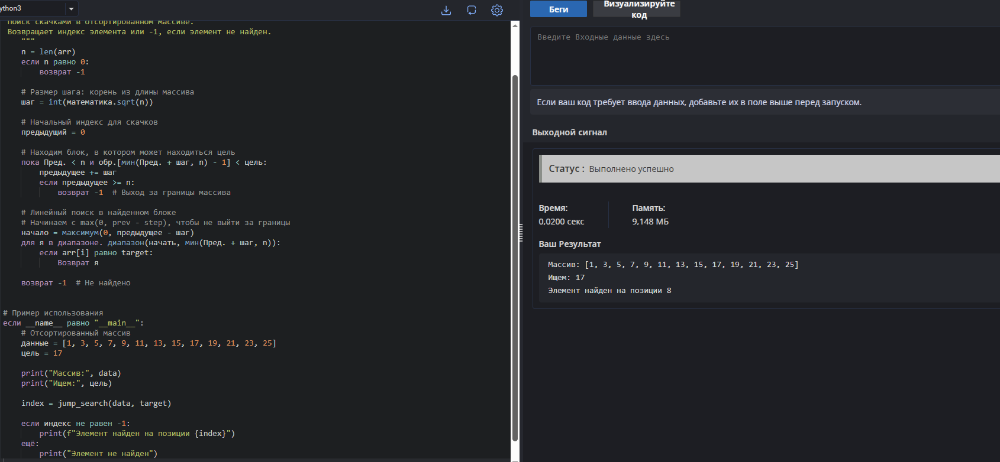 ython3
поиск скачками в отсортированном массиве.
Возвращает индекс элемента или -1, если элемент не найден.
"""
n = len(arr)
если n равно 0:
возврат -1
# Размер шага: корень из длины массива
шаг = int(математика.sqrt(n))
# Начальный индекс для скачков
предыдущий = 0
# Находим блок, в котором может находиться цель
пока Пред. < n и обр.[мин(Пред. + шаг, n) - 1] < цель:
предыдущее += шаг
если предыдущее >= n:
возврат -1  # Выход за границы массива
# Линейный поиск в найденном блоке
# Начинаем с max(0, prev - step), чтобы не выйти за границы
начало = максимум(0, предыдущее - шаг)
для я в диапазоне. диапазон(начать, мин(Пред. + шаг, n)):
если arr[i] равно target:
Возврат я
возврат -1  # Не найдено
# Пример использования
если __name__ равно "__main__":
# Отсортированный массив
данные = [1, 3, 5, 7, 9, 11, 13, 15, 17, 19, 21, 23, 25]
цель = 17
print("Массив:", data)
print("Ищем:", цель)
index = jump_search(data, target)
если индекс не равен -1:
print(f"Элемент найден на позиции {index}")
ещё:
print("Элемент не найден")
Беги
Визуализируйте
код
Введите Входные данные здесь
Если ваш код требует ввода данных, добавьте их в поле выше перед запуском.
Выходной сигнал
Статус : Выполнено успешно
Время:
0,0200 секс
Память:
9,148 МБ
Ваш Результат
Массив: [1, 3, 5, 7, 9, 11, 13, 15, 17, 19, 21, 23, 25]
Ищем: 17
Элемент найден на позиции 8